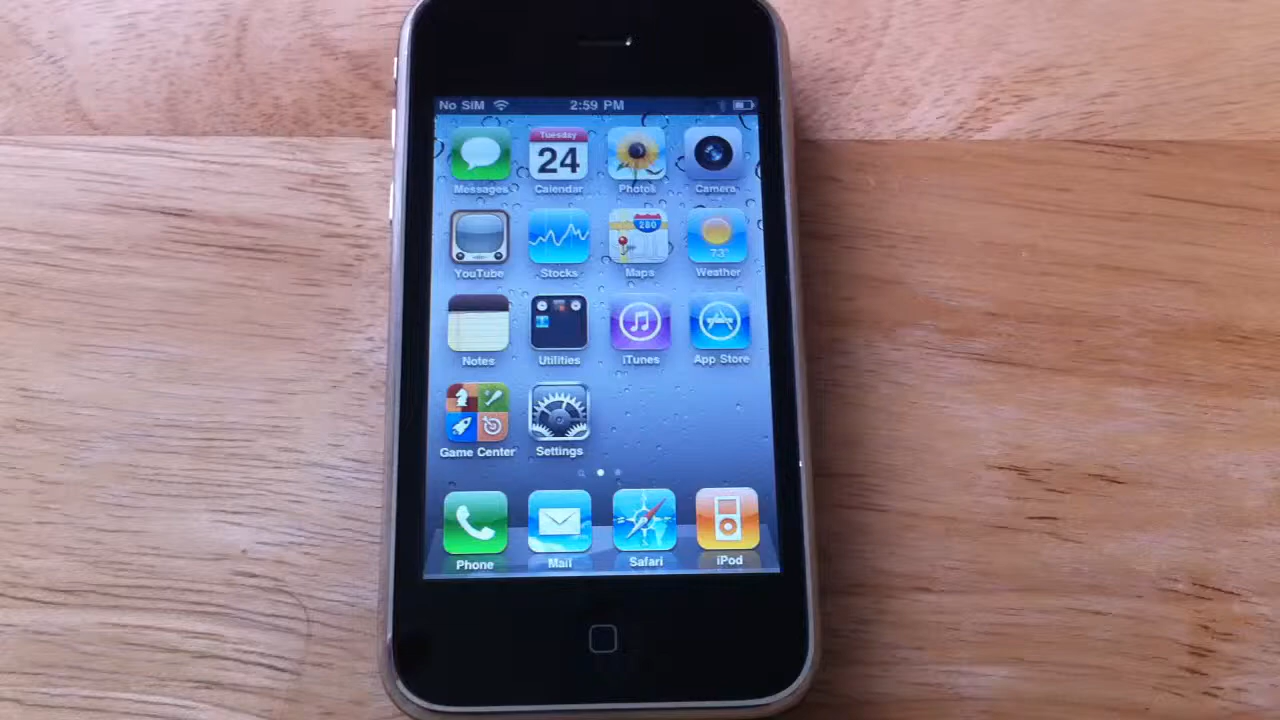 No SIM 2:59 PM
Tuesday
24
Messages Calendar Photos Camera
280
73°
YouTube Stocks Maps Weather
Notes Utilities iTunes App Store
Game Center Settings
Phone Mail Safari iPod